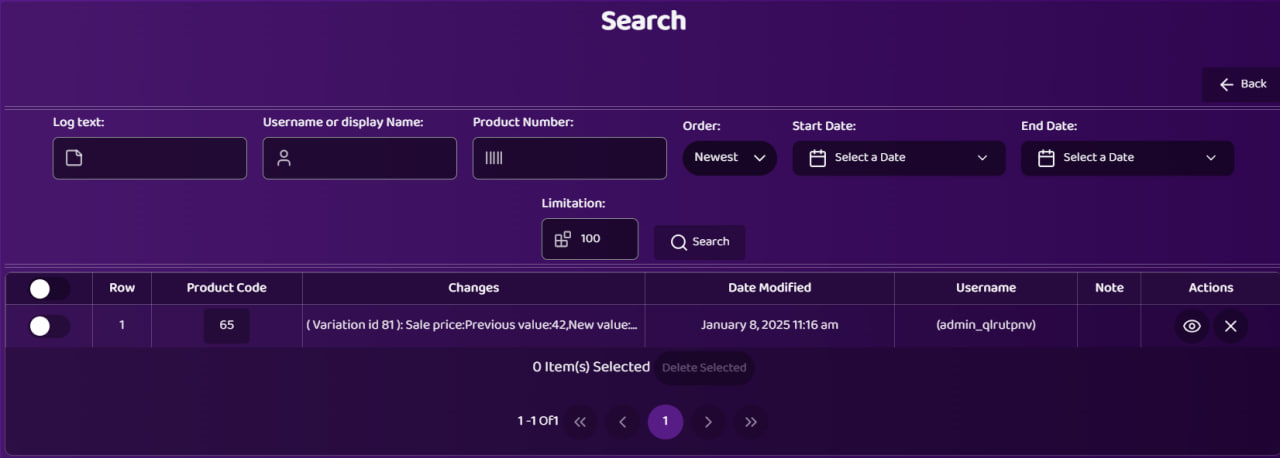 Search
Back
Log text: Username or display Name: Product Number: Order: Start Date: End Date:
Newest Select a Date Select a Date
Limitation:
100 Search
Row Product Code Changes Date Modified Username Note Actions
1 65 ( Variation id 81 ): Sale price:Previous value:42,New value:... January 8, 2025 11:16 am (admin_qlrutpnv)
0 Item(s) Selected Delete Selected
1 -1 Of1 1